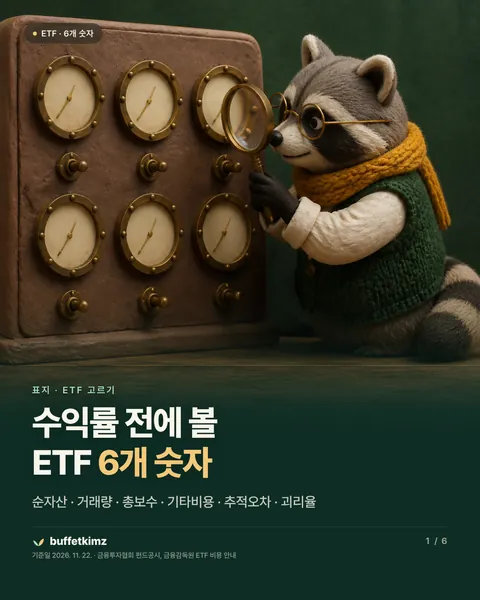 ETF · 6개 숫자
표지 · ETF 고르기
수익률 전에 볼
ETF 6개 숫자
순자산 · 거래량 · 총보수 · 기타비용 · 추적오차 · 괴리율
buffetkimz
1 / 6
기준일 2026. 11. 22. · 금융투자협회 펀드공시, 금융감독원 ETF 비용 안내